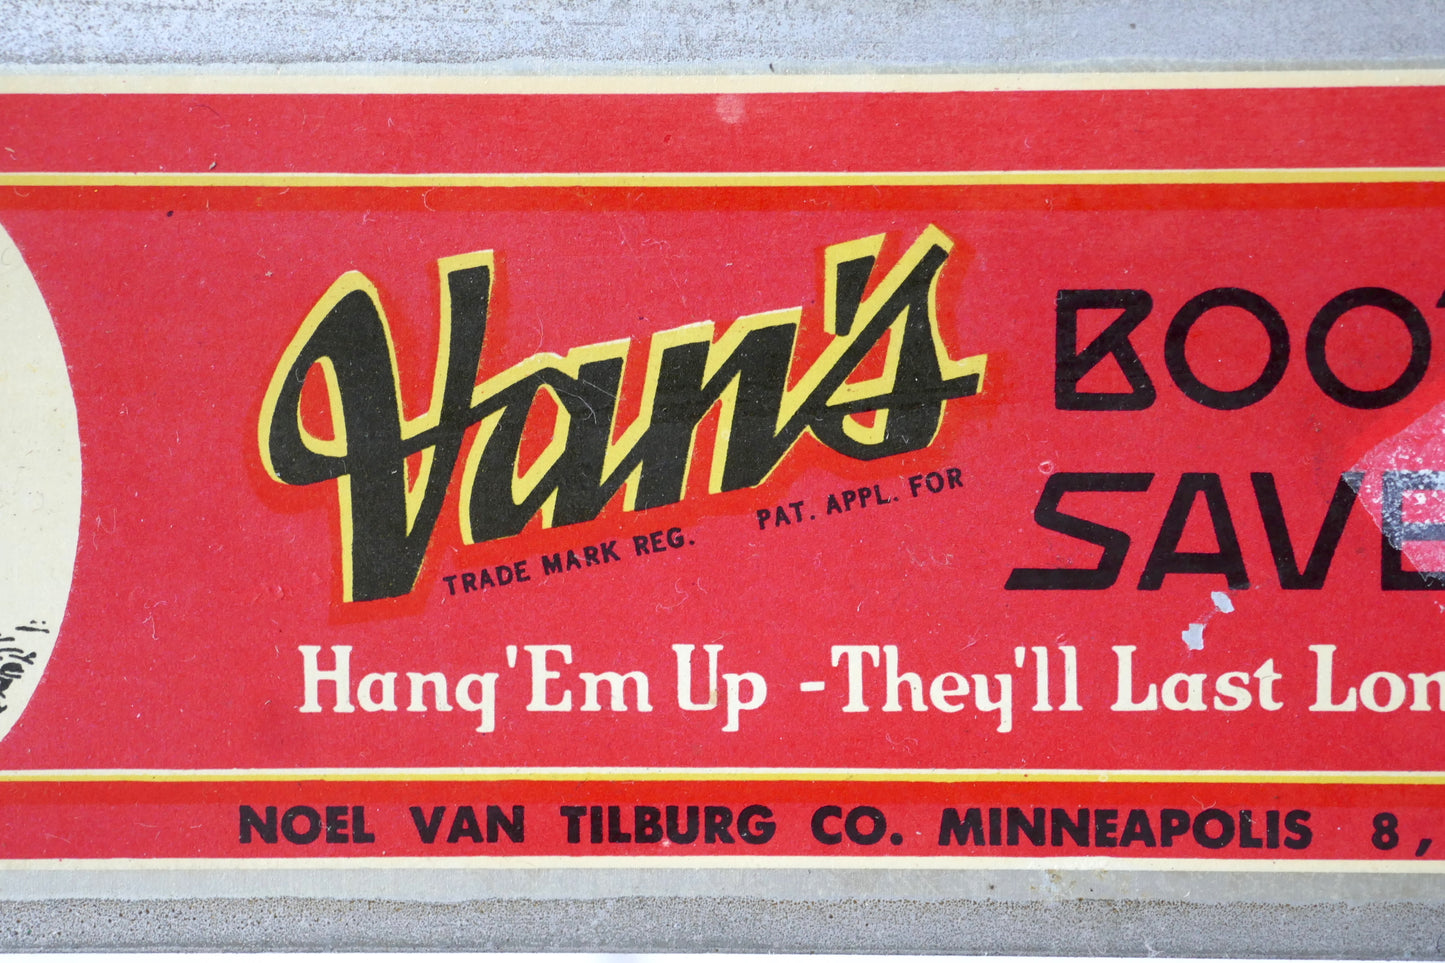 Van's
TRADE MARK REG. PAT. APPL. FOR
BOOT
SAVE
Hang 'Em Up - They'll Last Lon
NOEL VAN TILBURG CO. MINNEAPOLIS 8,